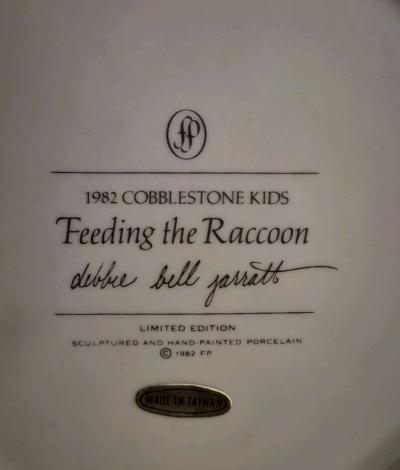 fp
1982 COBBLESTONE KIDS
Feeding the Raccoon
debbie bell jarratt
LIMITED EDITION
SCULPTURED AND HAND-PAINTED PORCELAIN
© 1982 FP
MADE IN TAIWAN